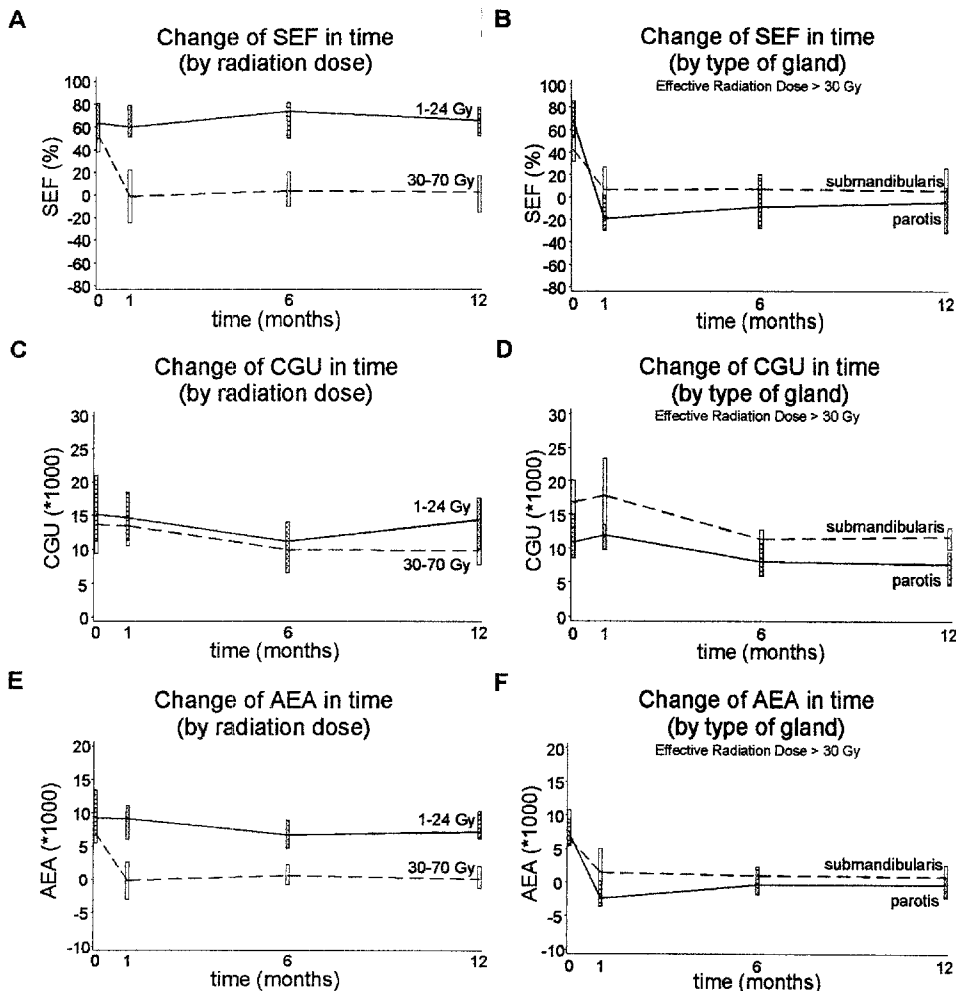 A
Change of SEF in time
(by radiation dose)
100
80
60
40
20
0
-20
-40
-60
-80
SEF (%)
1-24 Gy
30-70 Gy
0 1 6 12
time (months)
B
Change of SEF in time
(by type of gland)
Effective Radiation Dose > 30 Gy
100
80
60
40
20
0
-20
-40
-60
-80
SEF (%)
submandibularis
parotis
0 1 6 12
time (months)
C
Change of CGU in time
(by radiation dose)
30
25
20
15
10
5
0
CGU (*1000)
1-24 Gy
30-70 Gy
0 1 6 12
time (months)
D
Change of CGU in time
(by type of gland)
Effective Radiation Dose > 30 Gy
30
25
20
15
10
5
0
CGU (*1000)
submandibularis
parotis
0 1 6 12
time (months)
E
Change of AEA in time
(by radiation dose)
20
15
10
5
0
-5
-10
AEA (*1000)
1-24 Gy
30-70 Gy
0 1 6 12
time (months)
F
Change of AEA in time
(by type of gland)
Effective Radiation Dose > 30 Gy
20
15
10
5
0
-5
-10
AEA (*1000)
submandibularis
parotis
0 1 6 12
time (months)